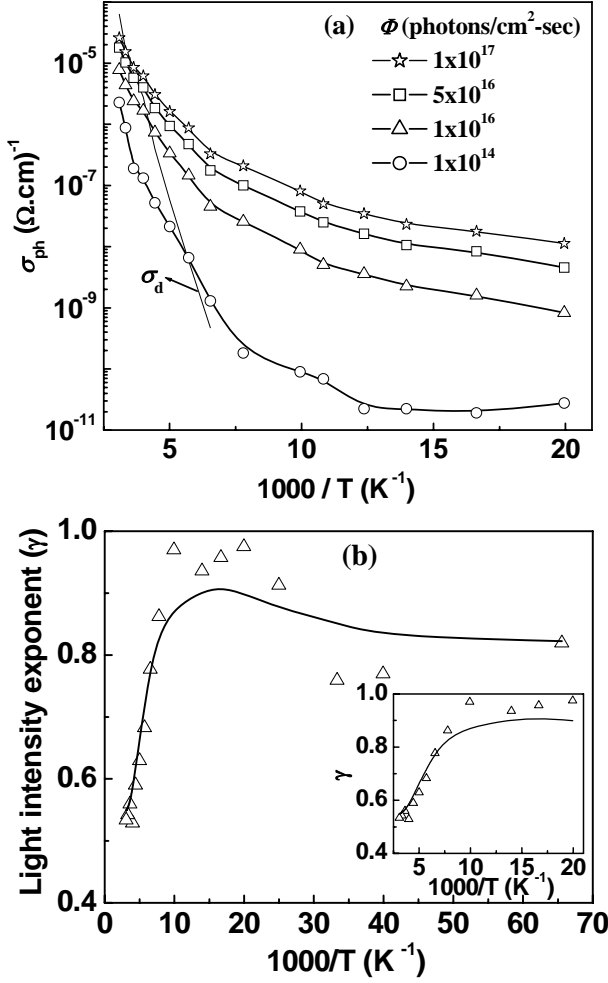 (a)
Φ (photons/cm²-sec)
1x10¹⁷
5x10¹⁶
1x10¹⁶
1x10¹⁴
10⁻⁵
10⁻⁷
10⁻⁹
10⁻¹¹
σph (Ω.cm)⁻¹
σd
5 10 15 20
1000 / T (K⁻¹)
(b)
1.0
0.8
0.6
0.4
Light intensity exponent (γ)
0 10 20 30 40 50 60 70
1000/T (K⁻¹)
1.0
0.8
0.6
0.4
γ
5 10 15 20
1000/T (K⁻¹)